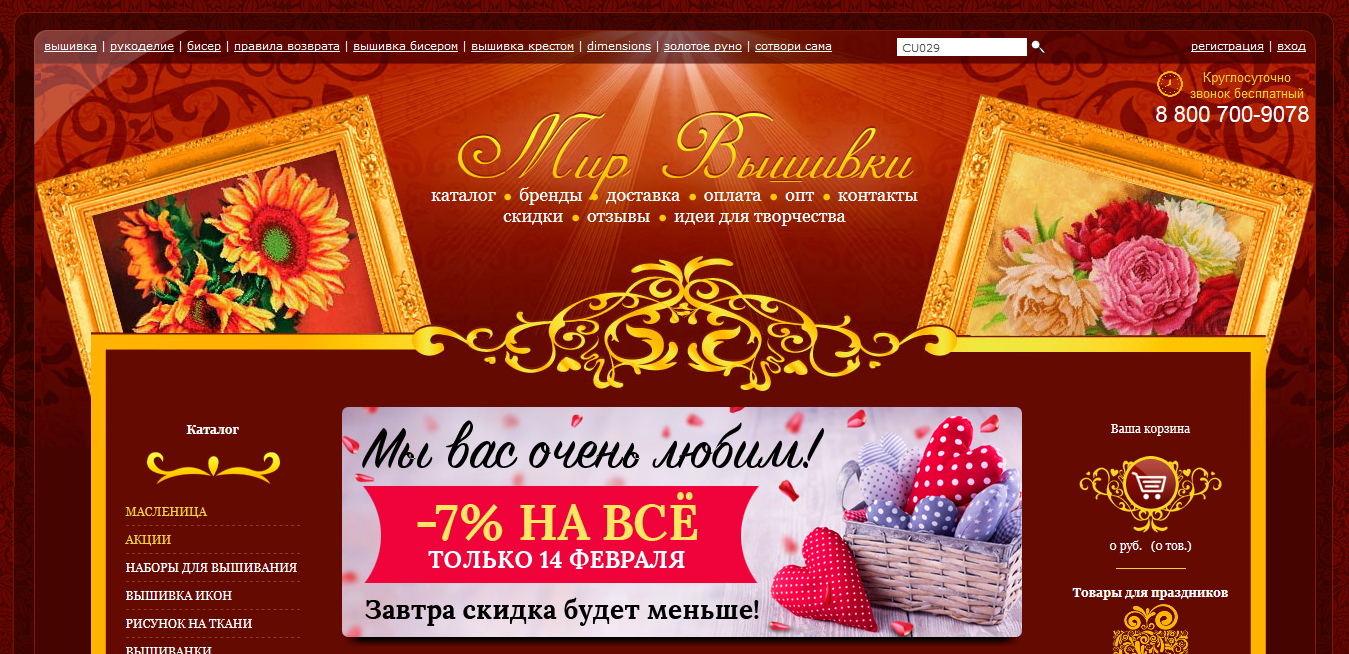 вышивка | рукоделие | бисер | правила возврата | вышивка бисером | вышивка крестом | dimensions | золотое руно | сотвори сама
CU029
регистрация | вход
Круглосуточно
звонок бесплатный
8 800 700-9078
Мир Вышивки
каталог • бренды • доставка • оплата • опт • контакты
скидки • отзывы • идеи для творчества
Каталог
МАСЛЕНИЦА
АКЦИИ
НАБОРЫ ДЛЯ ВЫШИВАНИЯ
ВЫШИВКА ИКОН
РИСУНОК НА ТКАНИ
ВЫШИВАНКИ
Мы вас очень любим!
-7% НА ВСЁ
ТОЛЬКО 14 ФЕВРАЛЯ
Завтра скидка будет меньше!
Ваша корзина
0 руб. (0 тов.)
Товары для праздников